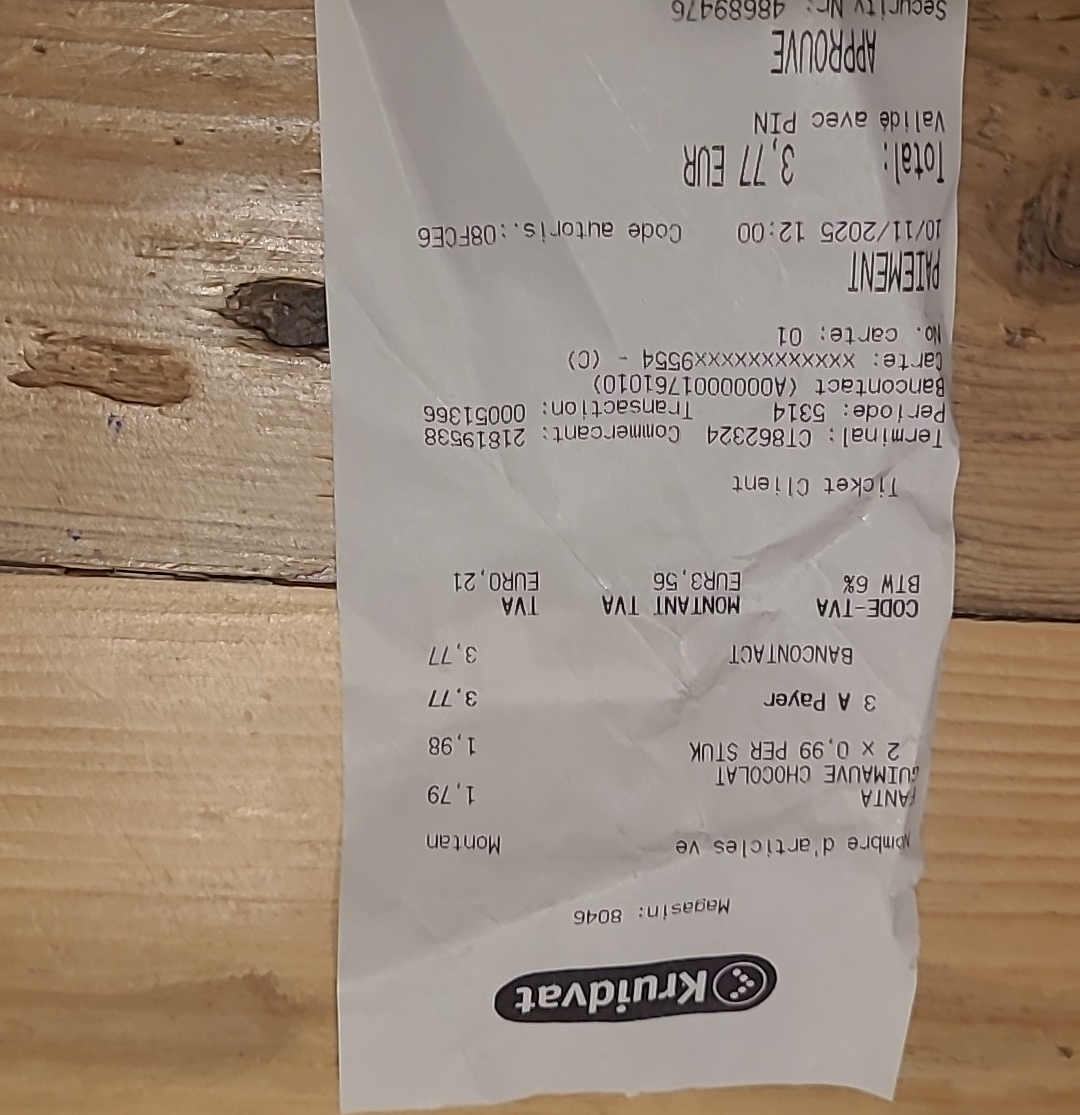 Kruidvat
Magasin: 8046
Nombre d'articles ve Montan
FANTA 1,79
GUIMAUVE CHOCOLAT
2 x 0,99 PER STUK 1,98
3 A Payer 3,77
BANCONTACT 3,77
CODE-TVA MONTANT TVA TVA
BTW 6% EUR3,56 EUR0,21
Ticket Client
Terminal: CT862324 Commercant: 21819538
Periode: 5314 Transaction: 00051366
Bancontact (A0000001761010)
Carte: xxxxxxxxxxxxx9554 - (C)
No. carte: 01
PAIEMENT
10/11/2025 12:00 Code autoris.:08FCE6
Total: 3,77 EUR
Validé avec PIN
APPROUVE
Security Nr: 48689476